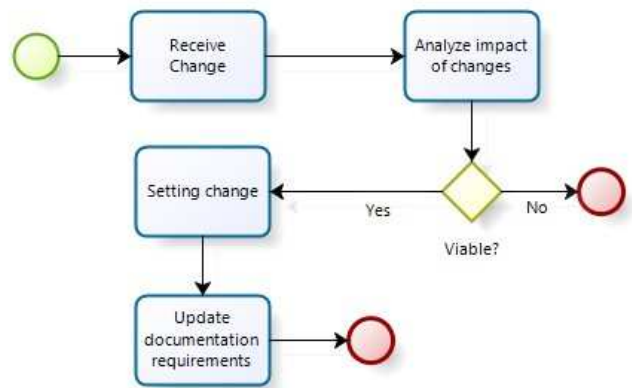 Receive
Change
Analyze impact
of changes
Setting change
Yes
No
Viable?
Update
documentation
requirements